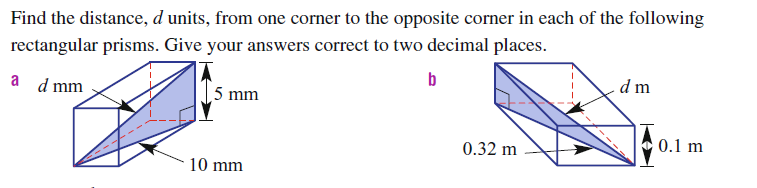 Find the distance, d units, from one corner to the opposite corner in each of the following
rectangular prisms. Give your answers correct to two decimal places.
a
d mm
5 mm
10 mm
b
d m
0.32 m
0.1 m